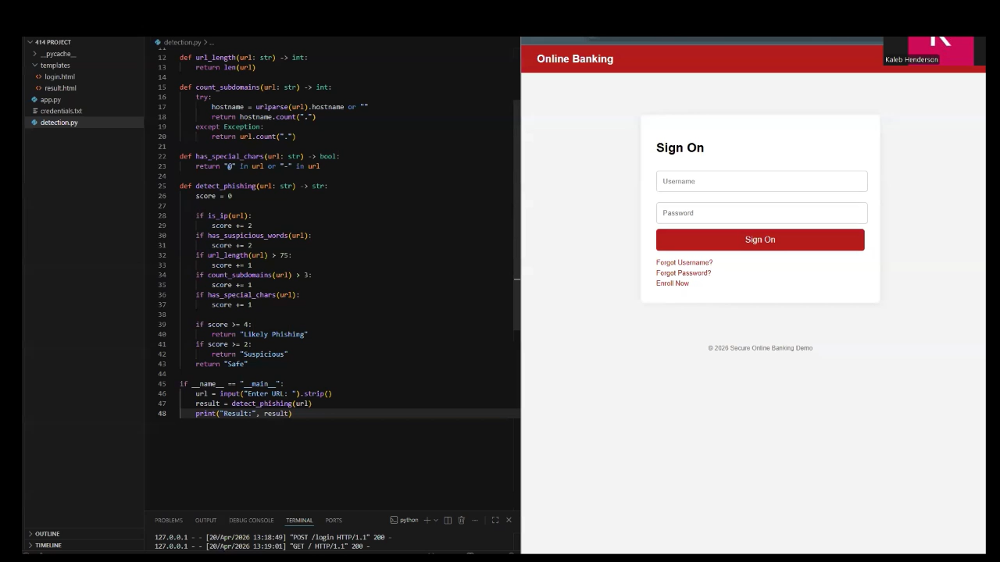 414 PROJECT
__pycache__
templates
login.html
result.html
app.py
credentials.txt
detection.py
detection.py > ...
12 def url_length(url: str) -> int:
13 return len(url)
14
15 def count_subdomains(url: str) -> int:
16 try:
17 hostname = urlparse(url).hostname or ""
18 return hostname.count(".")
19 except Exception:
20 return url.count(".")
21
22 def has_special_chars(url: str) -> bool:
23 return "@" in url or "-" in url
24
25 def detect_phishing(url: str) -> str:
26 score = 0
27
28 if is_ip(url):
29 score += 2
30 if has_suspicious_words(url):
31 score += 2
32 if url_length(url) > 75:
33 score += 1
34 if count_subdomains(url) > 3:
35 score += 1
36 if has_special_chars(url):
37 score += 1
38
39 if score >= 4:
40 return "Likely Phishing"
41 if score >= 2:
42 return "Suspicious"
43 return "Safe"
44
45 if __name__ == "__main__":
46 url = input("Enter URL: ").strip()
47 result = detect_phishing(url)
48 print("Result:", result)
PROBLEMS OUTPUT DEBUG CONSOLE TERMINAL PORTS python
127.0.0.1 - - [20/Apr/2026 13:18:49] "POST /login HTTP/1.1" 200 -
127.0.0.1 - - [20/Apr/2026 13:19:01] "GET / HTTP/1.1" 200 -
OUTLINE
TIMELINE
Online Banking
Kaleb Henderson
Sign On
Username
Password
Sign On
Forgot Username?
Forgot Password?
Enroll Now
© 2026 Secure Online Banking Demo